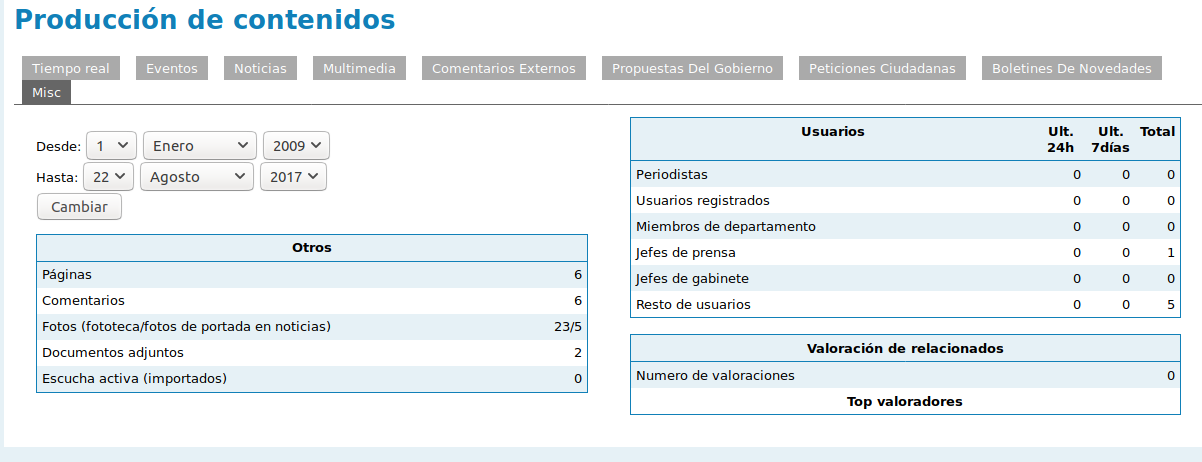 Producción de contenidos
Tiempo real Eventos Noticias Multimedia Comentarios Externos Propuestas Del Gobierno Peticiones Ciudadanas Boletines De Novedades
Misc
Desde: 1 Enero 2009
Hasta: 22 Agosto 2017
Cambiar
Otros
Páginas 6
Comentarios 6
Fotos (fototeca/fotos de portada en noticias) 23/5
Documentos adjuntos 2
Escucha activa (importados) 0
Usuarios Ult. Ult. Total
24h 7días
Periodistas 0 0 0
Usuarios registrados 0 0 0
Miembros de departamento 0 0 0
Jefes de prensa 0 0 1
Jefes de gabinete 0 0 0
Resto de usuarios 0 0 5
Valoración de relacionados
Numero de valoraciones 0
Top valoradores